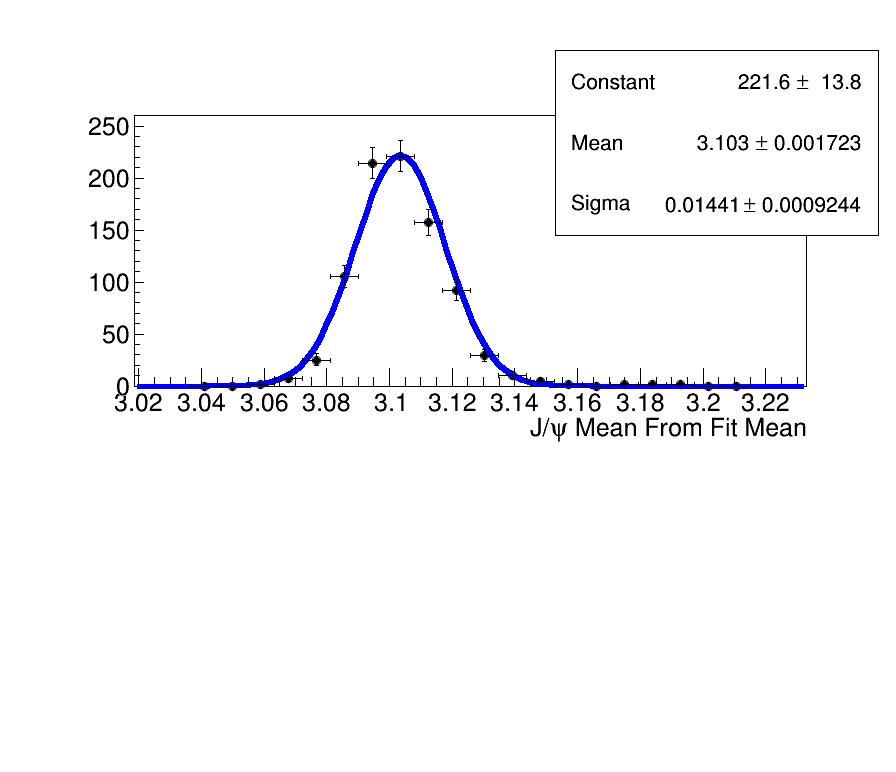 Constant 221.6 ± 13.8
Mean 3.103 ± 0.001723
Sigma 0.01441 ± 0.0009244
250
200
150
100
50
0
3.02 3.04 3.06 3.08 3.1 3.12 3.14 3.16 3.18 3.2 3.22
J/ψ Mean From Fit Mean